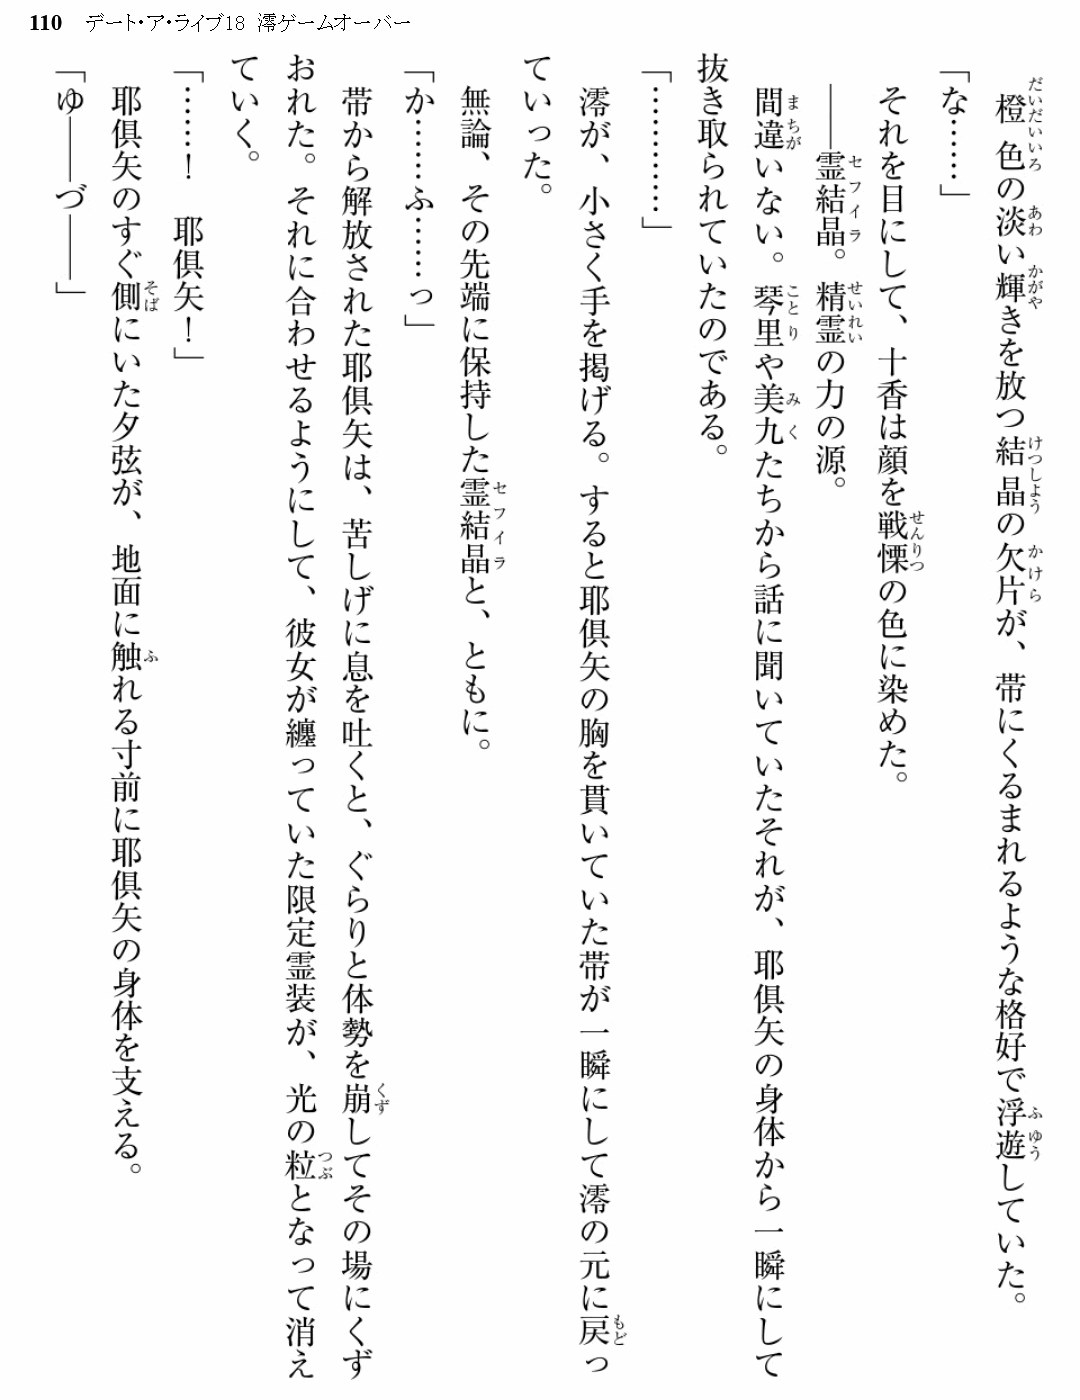 110 デート・ア・ライブ18 澪ゲームオーバー
橙色の淡い輝きを放つ結晶の欠片が、帯にくるまれるような格好で浮遊していた。
「な……」
それを目にして、十香は顔を戦慄の色に染めた。
――霊結晶。精霊の力の源。
間違いない。琴里や美九たちから話に聞いていたそれが、耶倶矢の身体から一瞬にして
抜き取られていたのである。
「…………」
澪が、小さく手を掲げる。すると耶倶矢の胸を貫いていた帯が一瞬にして澪の元に戻っ
ていった。
無論、その先端に保持した霊結晶と、ともに。
「か……ふ……っ」
帯から解放された耶倶矢は、苦しげに息を吐くと、ぐらりと体勢を崩してその場にくず
おれた。それに合わせるようにして、彼女が纏っていた限定霊装が、光の粒となって消え
ていく。
「……！　耶倶矢！」
耶倶矢のすぐ側にいた夕弦が、地面に触れる寸前に耶倶矢の身体を支える。
「ゆ――づ――」